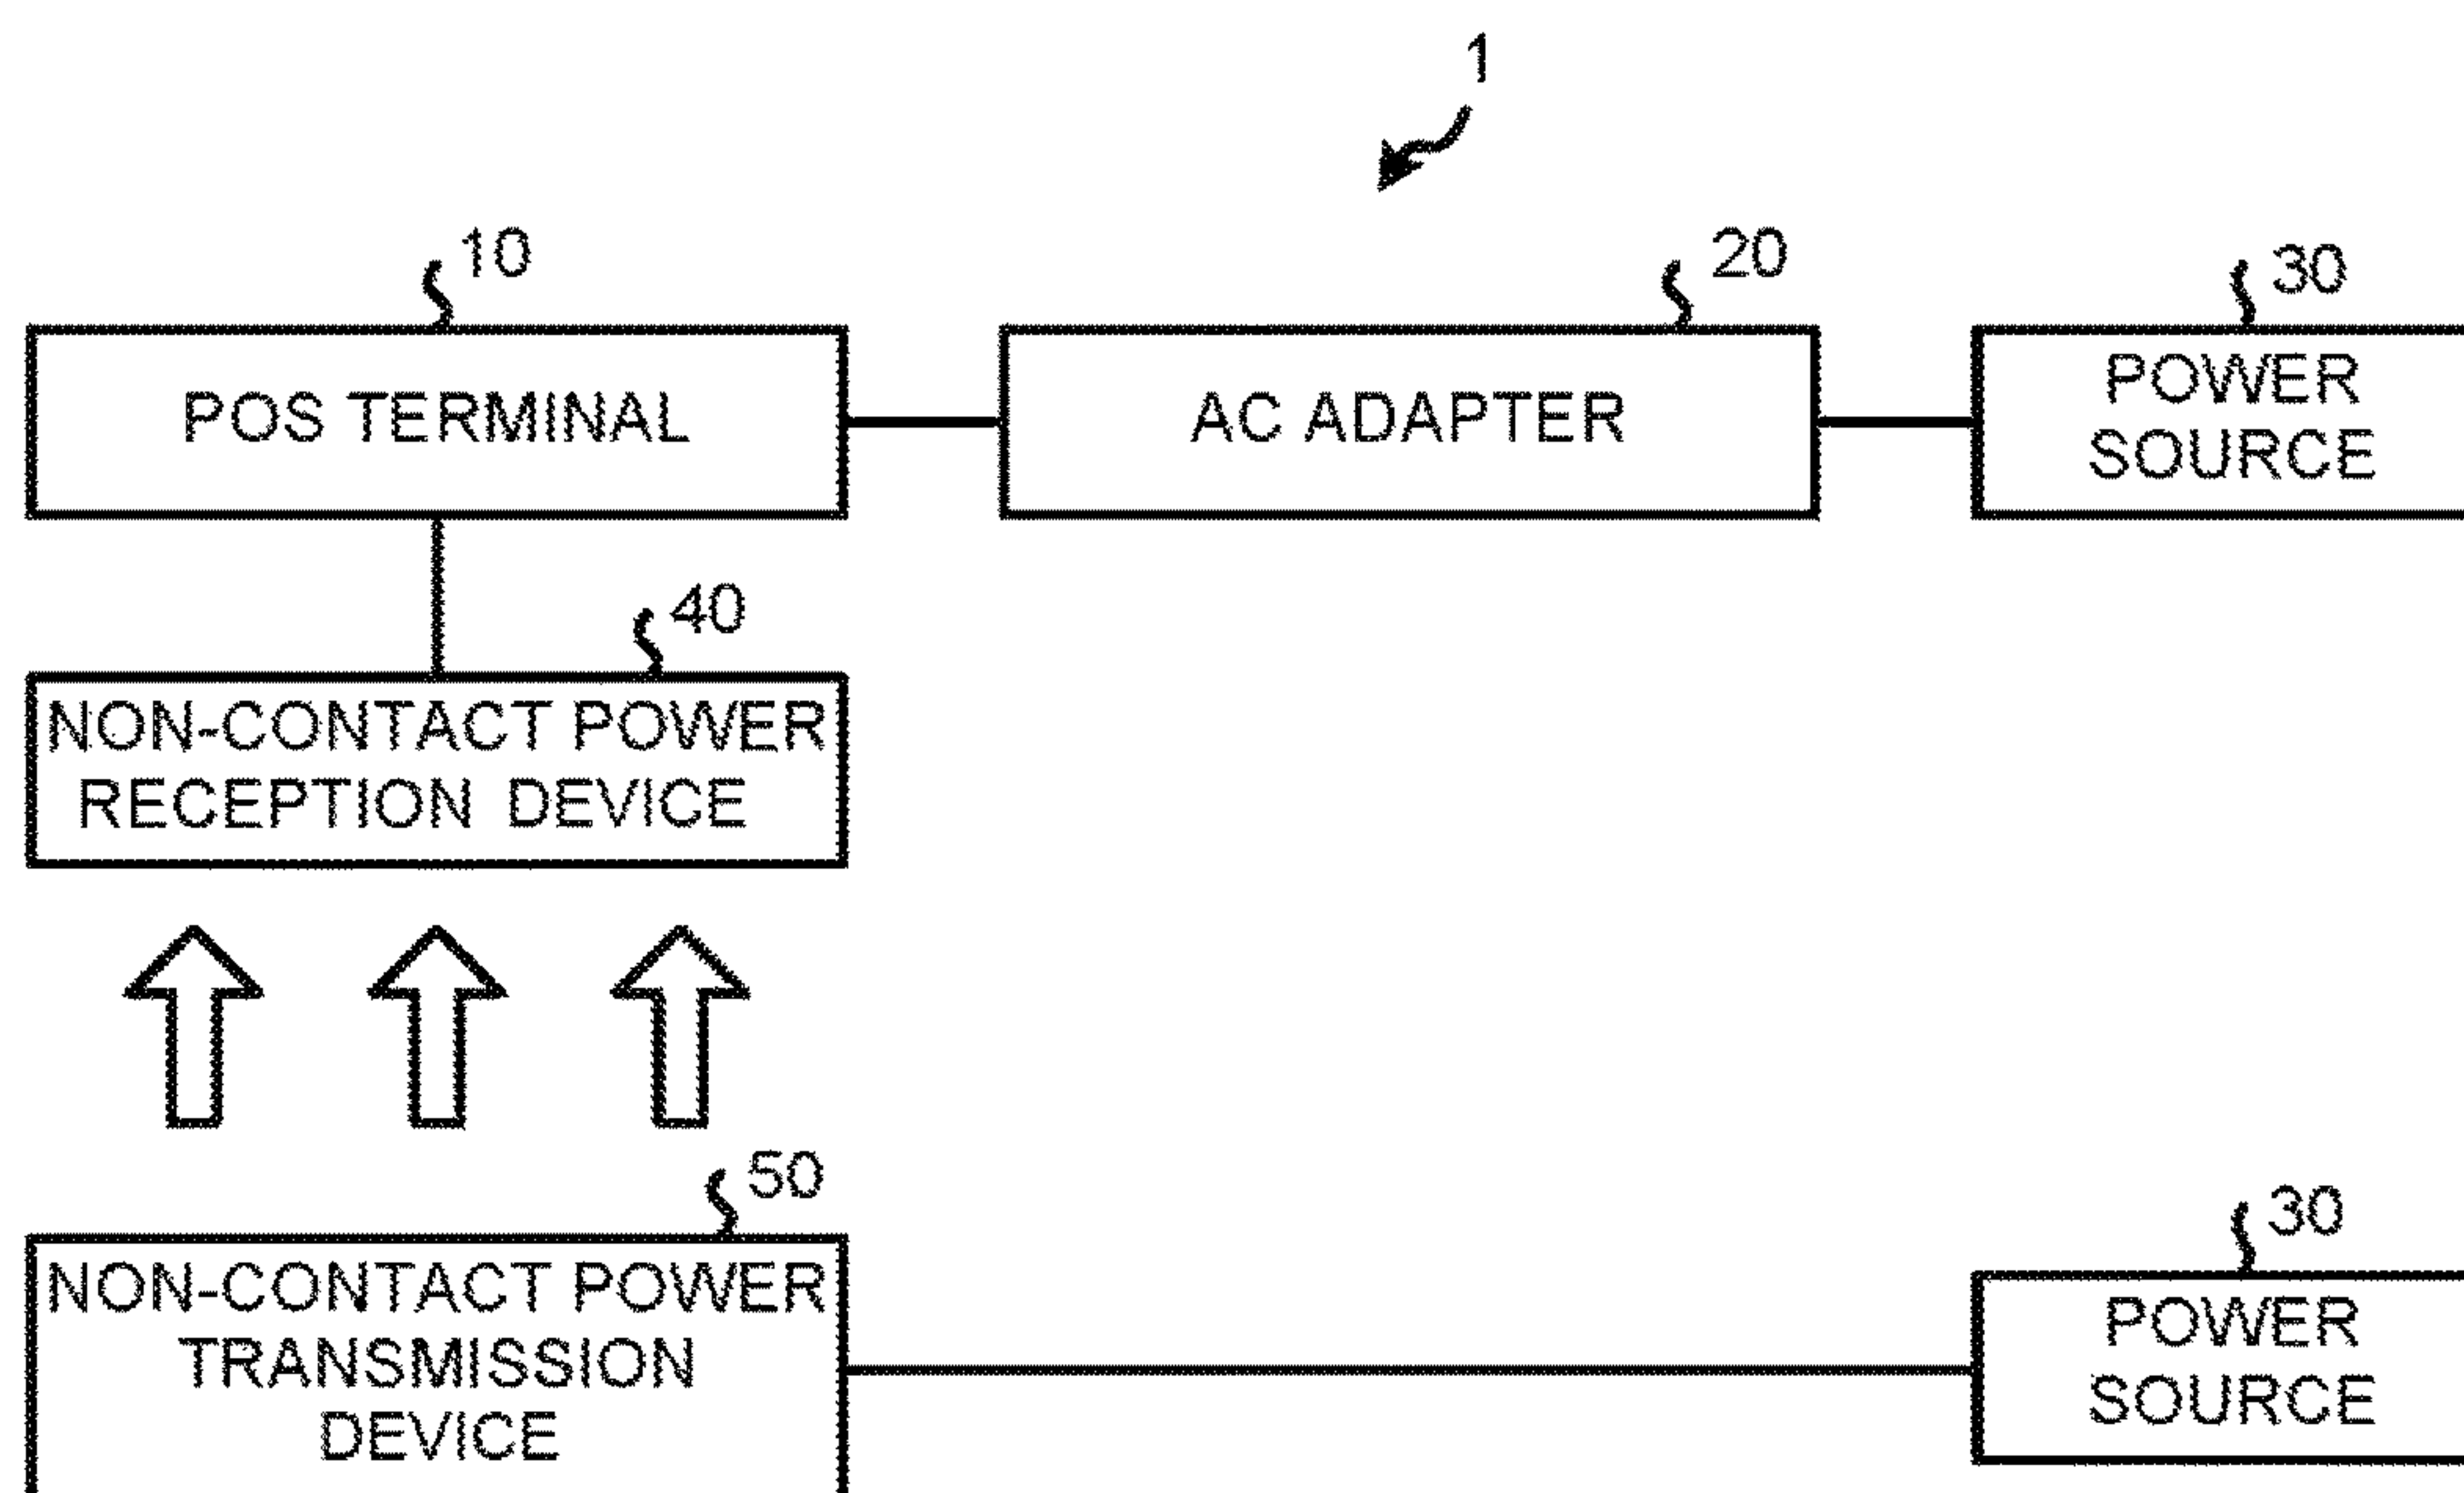 1
10
20
30
POS TERMINAL
AC ADAPTER
POWER
SOURCE
40
NON-CONTACT POWER
RECEPTION DEVICE
50
30
NON-CONTACT POWER
TRANSMISSION
DEVICE
POWER
SOURCE